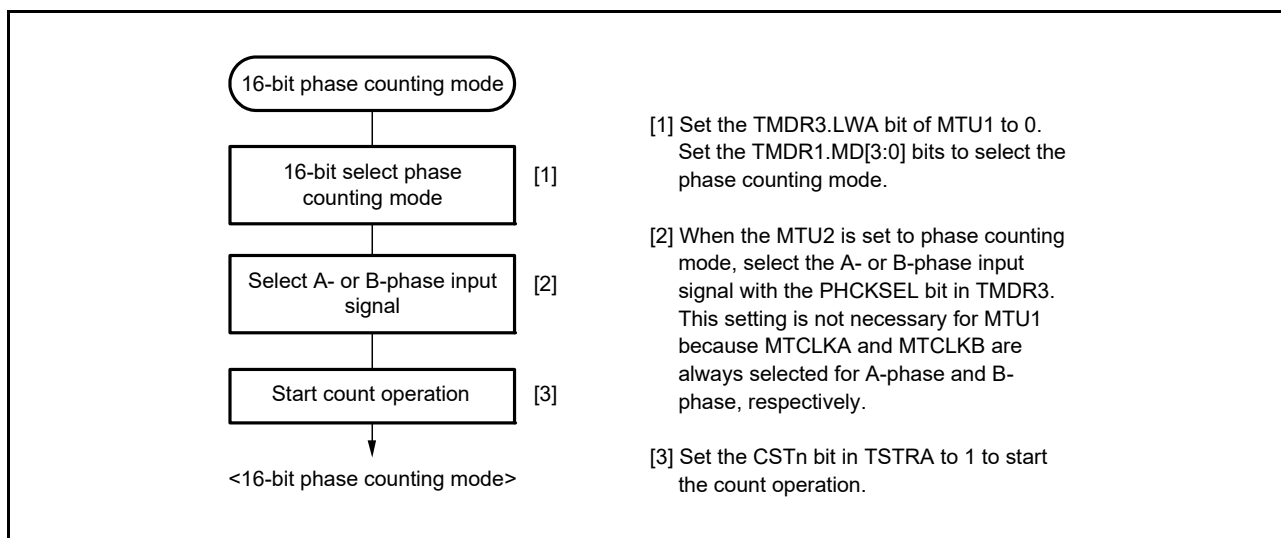 16-bit phase counting mode
16-bit select phase
counting mode
[1]
Select A- or B-phase input
signal
[2]
Start count operation
[3]
<16-bit phase counting mode>
[1] Set the TMDR3.LWA bit of MTU1 to 0.
Set the TMDR1.MD[3:0] bits to select the
phase counting mode.
[2] When the MTU2 is set to phase counting
mode, select the A- or B-phase input
signal with the PHCKSEL bit in TMDR3.
This setting is not necessary for MTU1
because MTCLKA and MTCLKB are
always selected for A-phase and B-
phase, respectively.
[3] Set the CSTn bit in TSTRA to 1 to start
the count operation.